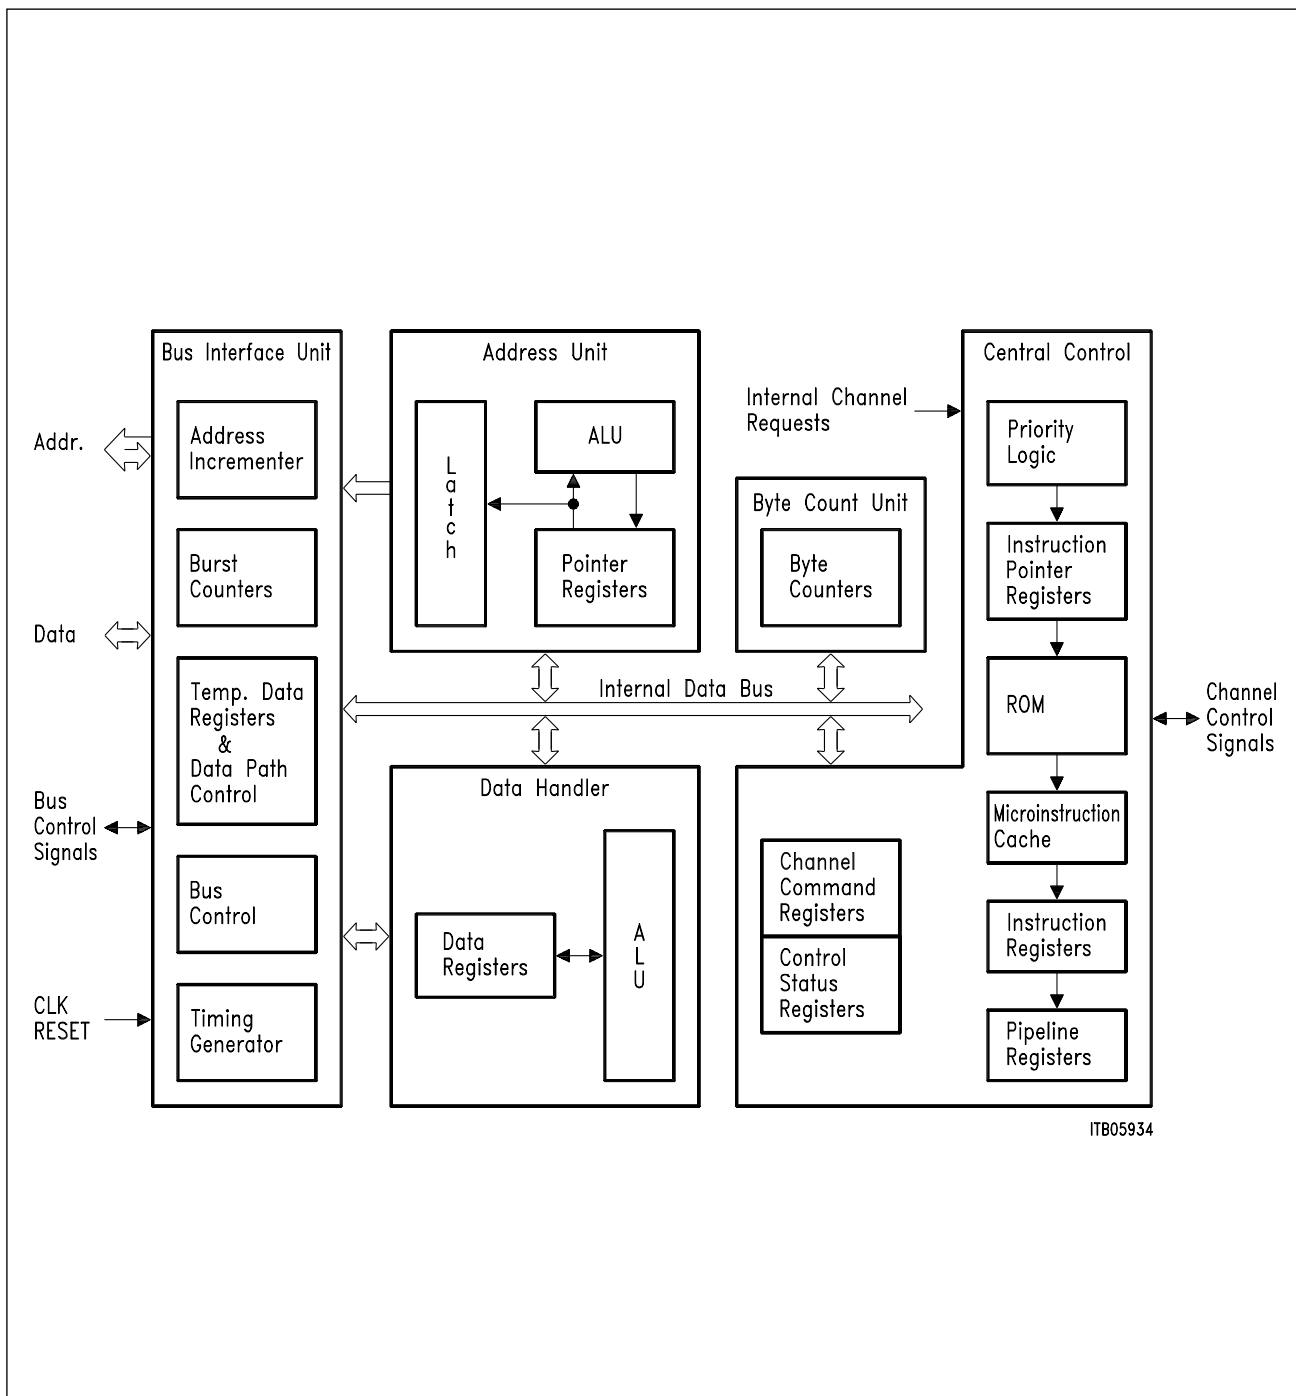 Bus Interface Unit
Address
Incrementer
Burst
Counters
Temp. Data
Registers
&
Data Path
Control
Bus
Control
Timing
Generator
Addr.
Data
Bus
Control
Signals
CLK
RESET
Address Unit
Latch
ALU
Pointer
Registers
Internal Data Bus
Data Handler
Data
Registers
ALU
Internal Channel
Requests
Byte Count Unit
Byte
Counters
Central Control
Priority
Logic
Instruction
Pointer
Registers
ROM
Microinstruction
Cache
Instruction
Registers
Pipeline
Registers
Channel
Command
Registers
Control
Status
Registers
Channel
Control
Signals
ITB05934